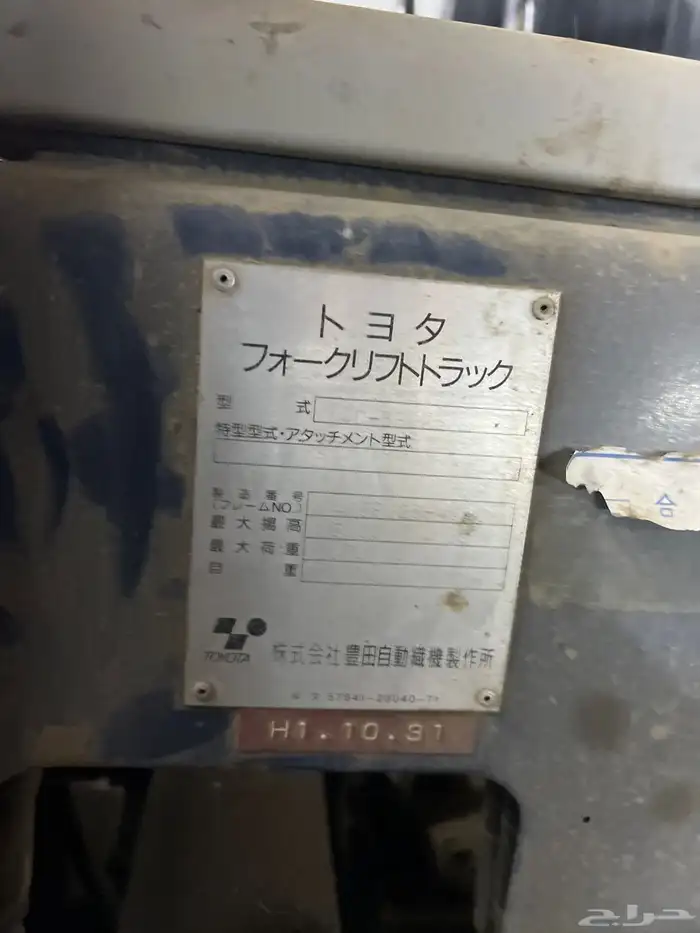 トヨタ
フォークリフトトラック
型 式
特型型式・アタッチメント型式
製造番号
(フレームNO.)
最大揚高
最大荷重
自 重
合
TOYOTA 株式会社 豊田自動織機製作所
H1.10.31
حراج